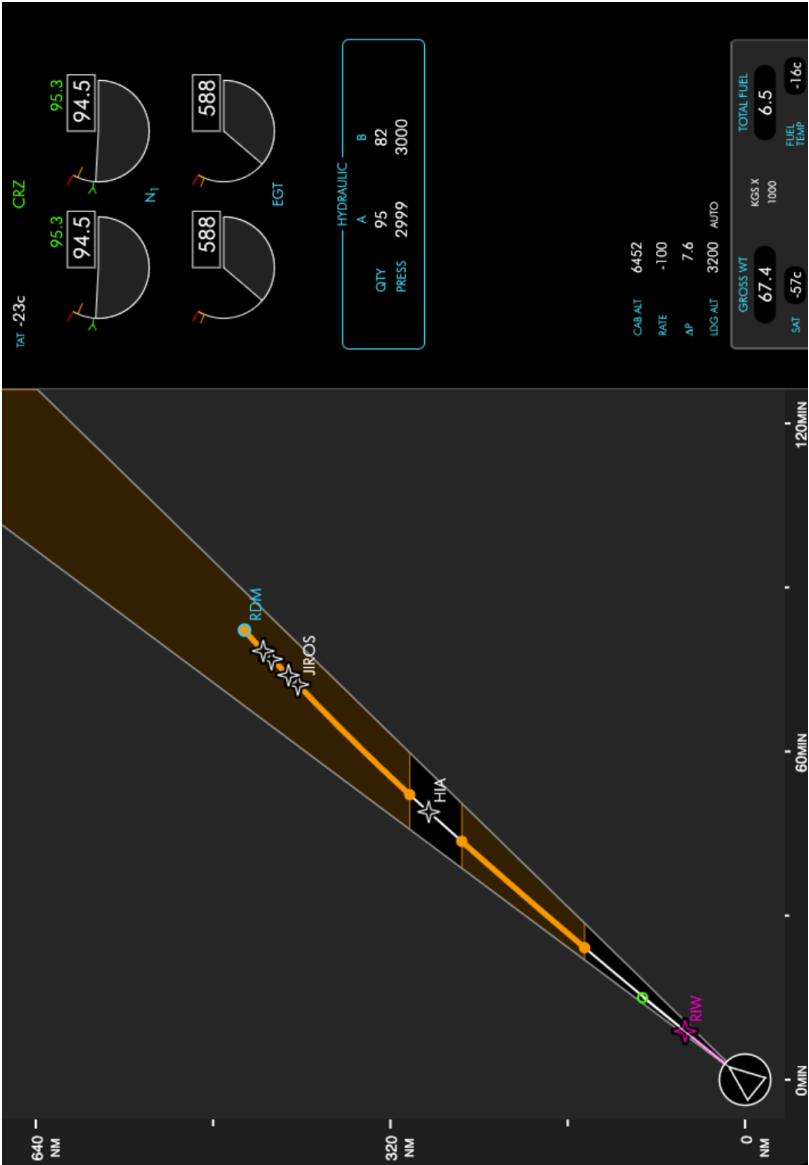 640
NM
RDM
JIROS
320
NM
HIA
RIW
0
NM
0MIN
60MIN
120MIN
TAT -23c CRZ
95.3 95.3
94.5 94.5
N1
588 588
EGT
HYDRAULIC
A B
QTY 95 82
PRESS 2999 3000
CAB ALT 6452
RATE -100
ΔP 7.6
LDG ALT 3200 AUTO
GROSS WT TOTAL FUEL
67.4 KGS X 1000 6.5
SAT -57c FUEL TEMP -16c